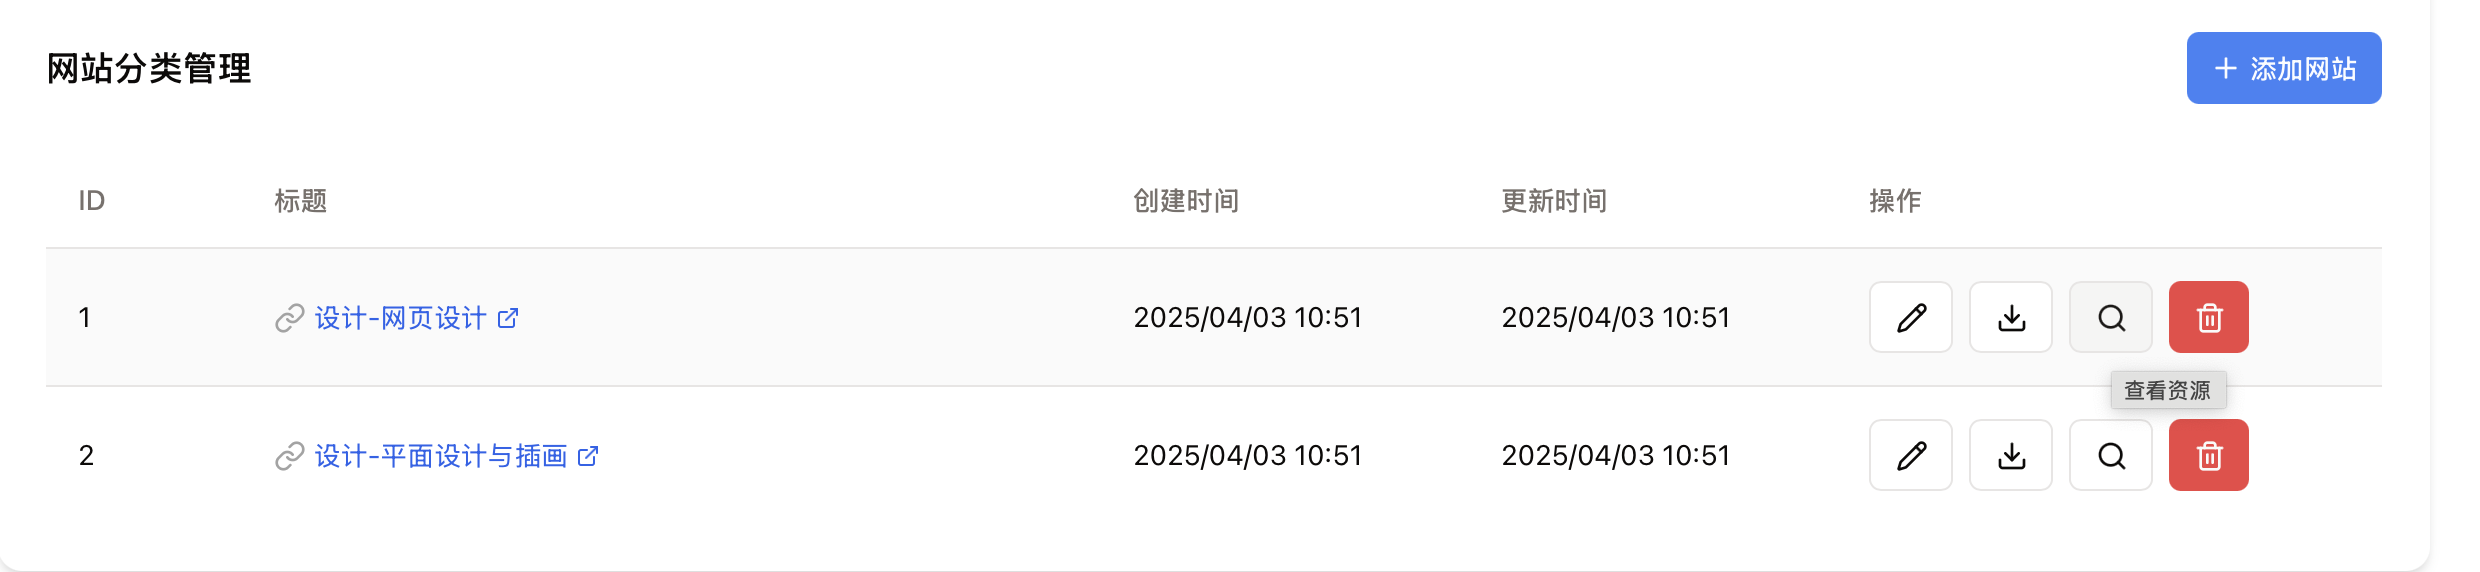 网站分类管理
添加网站
ID 标题 创建时间 更新时间 操作
1 设计-网页设计 2025/04/03 10:51 2025/04/03 10:51
查看资源
2 设计-平面设计与插画 2025/04/03 10:51 2025/04/03 10:51